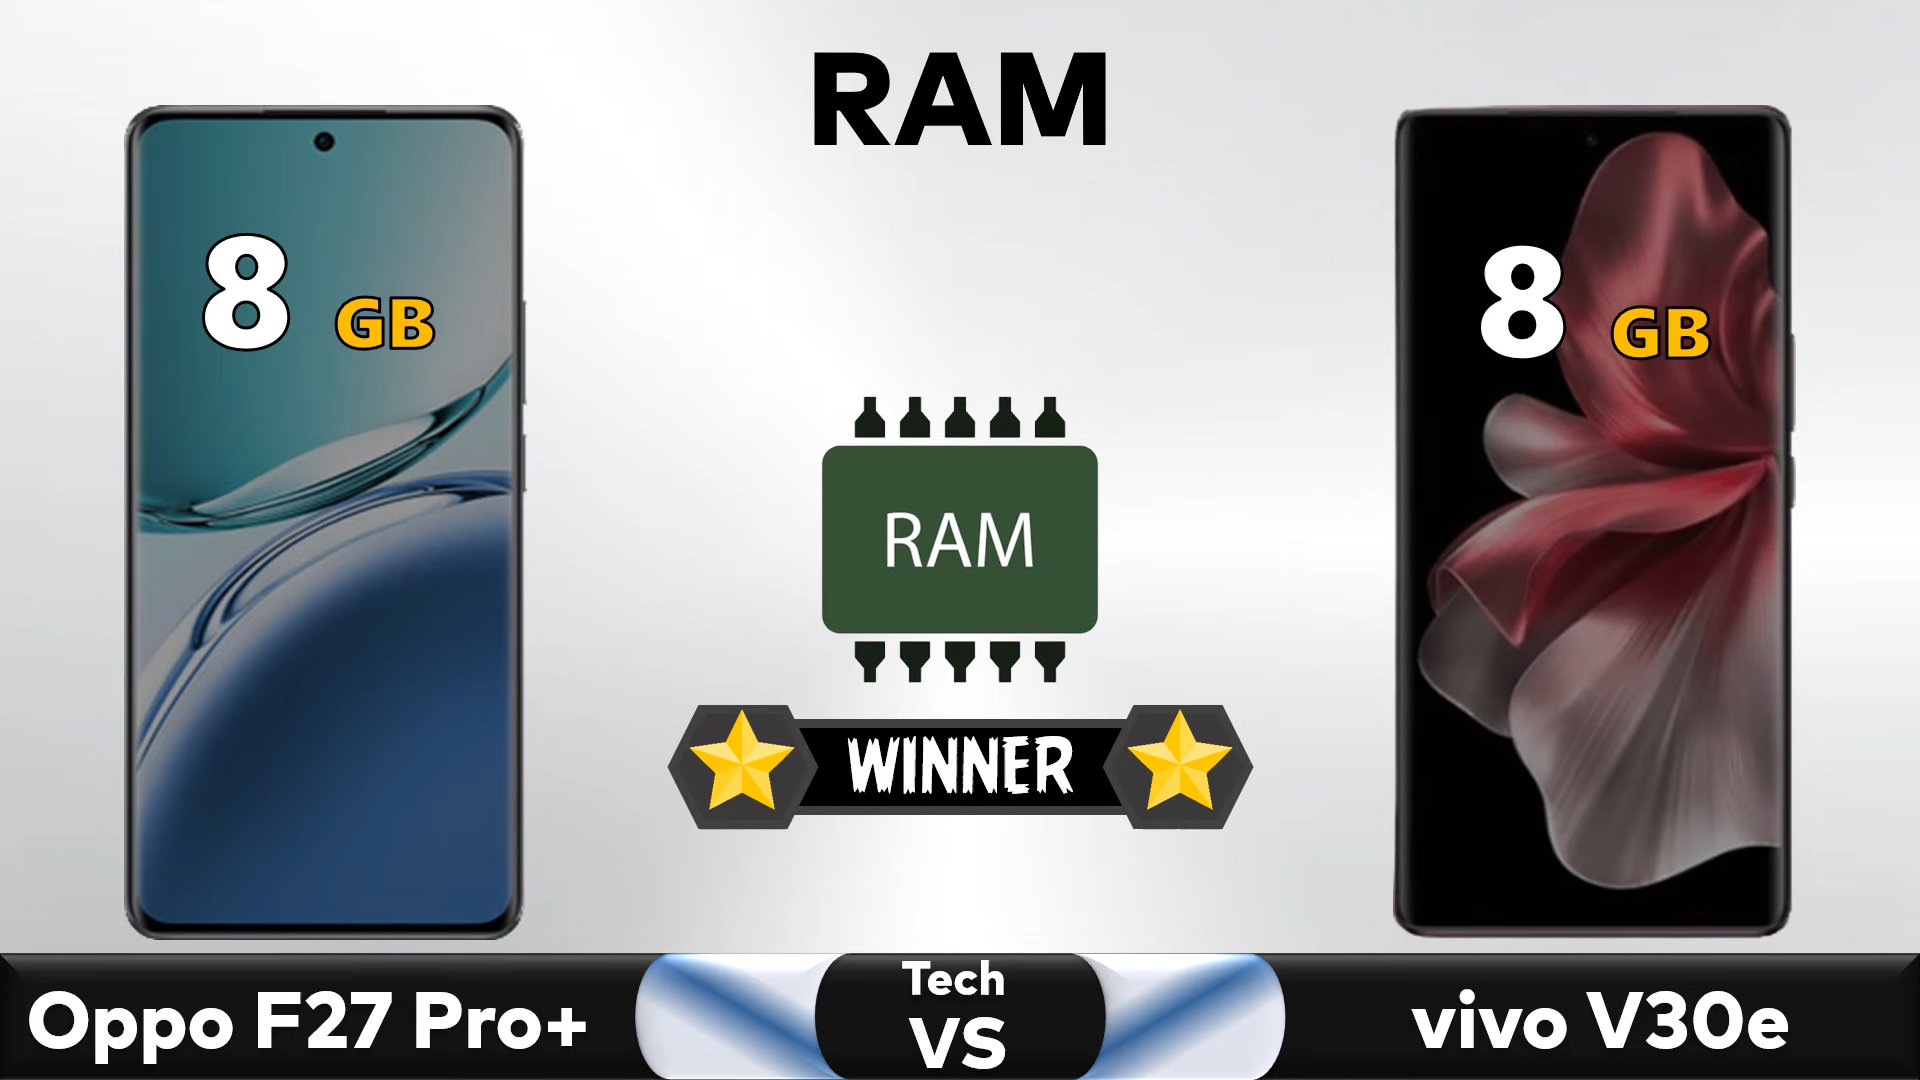 RAM
8 GB
8 GB
RAM
WINNER
Oppo F27 Pro+
Tech
VS
vivo V30e